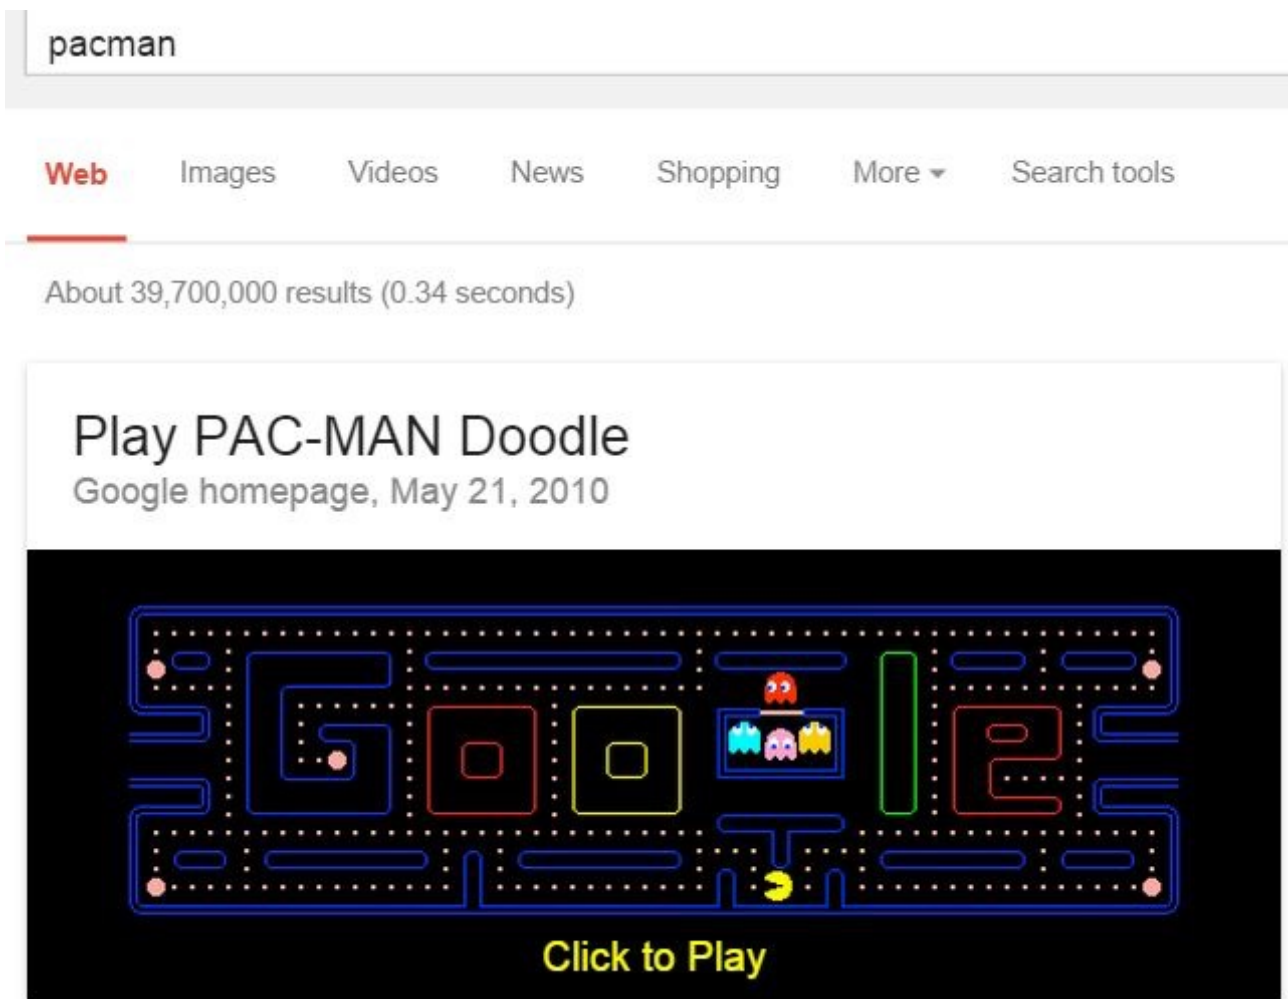 pacman
Web Images Videos News Shopping More Search tools
About 39,700,000 results (0.34 seconds)
Play PAC-MAN Doodle
Google homepage, May 21, 2010
Google
Click to Play